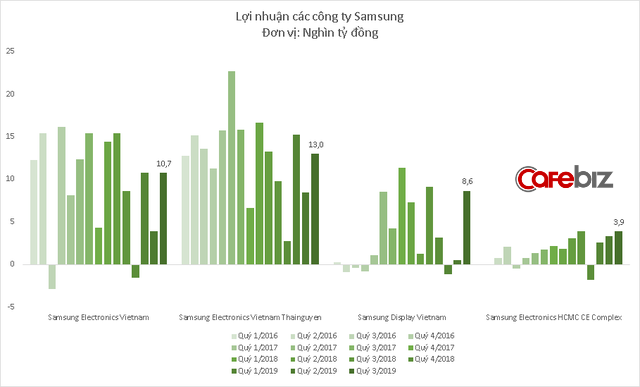 Lợi nhuận các công ty Samsung
Đơn vị: Nghìn tỷ đồng
25
20
15
10
5
0
-5
10,7
13,0
8,6
3,9
Cafebiz
Samsung Electronics Vietnam
Samsung Electronics Vietnam Thainguyen
Samsung Display Vietnam
Samsung Electronics HCMC CE Complex
Quý 1/2016 Quý 2/2016 Quý 3/2016 Quý 4/2016
Quý 1/2017 Quý 2/2017 Quý 3/2017 Quý 4/2017
Quý 1/2018 Quý 2/2018 Quý 3/2018 Quý 4/2018
Quý 1/2019 Quý 2/2019 Quý 3/2019